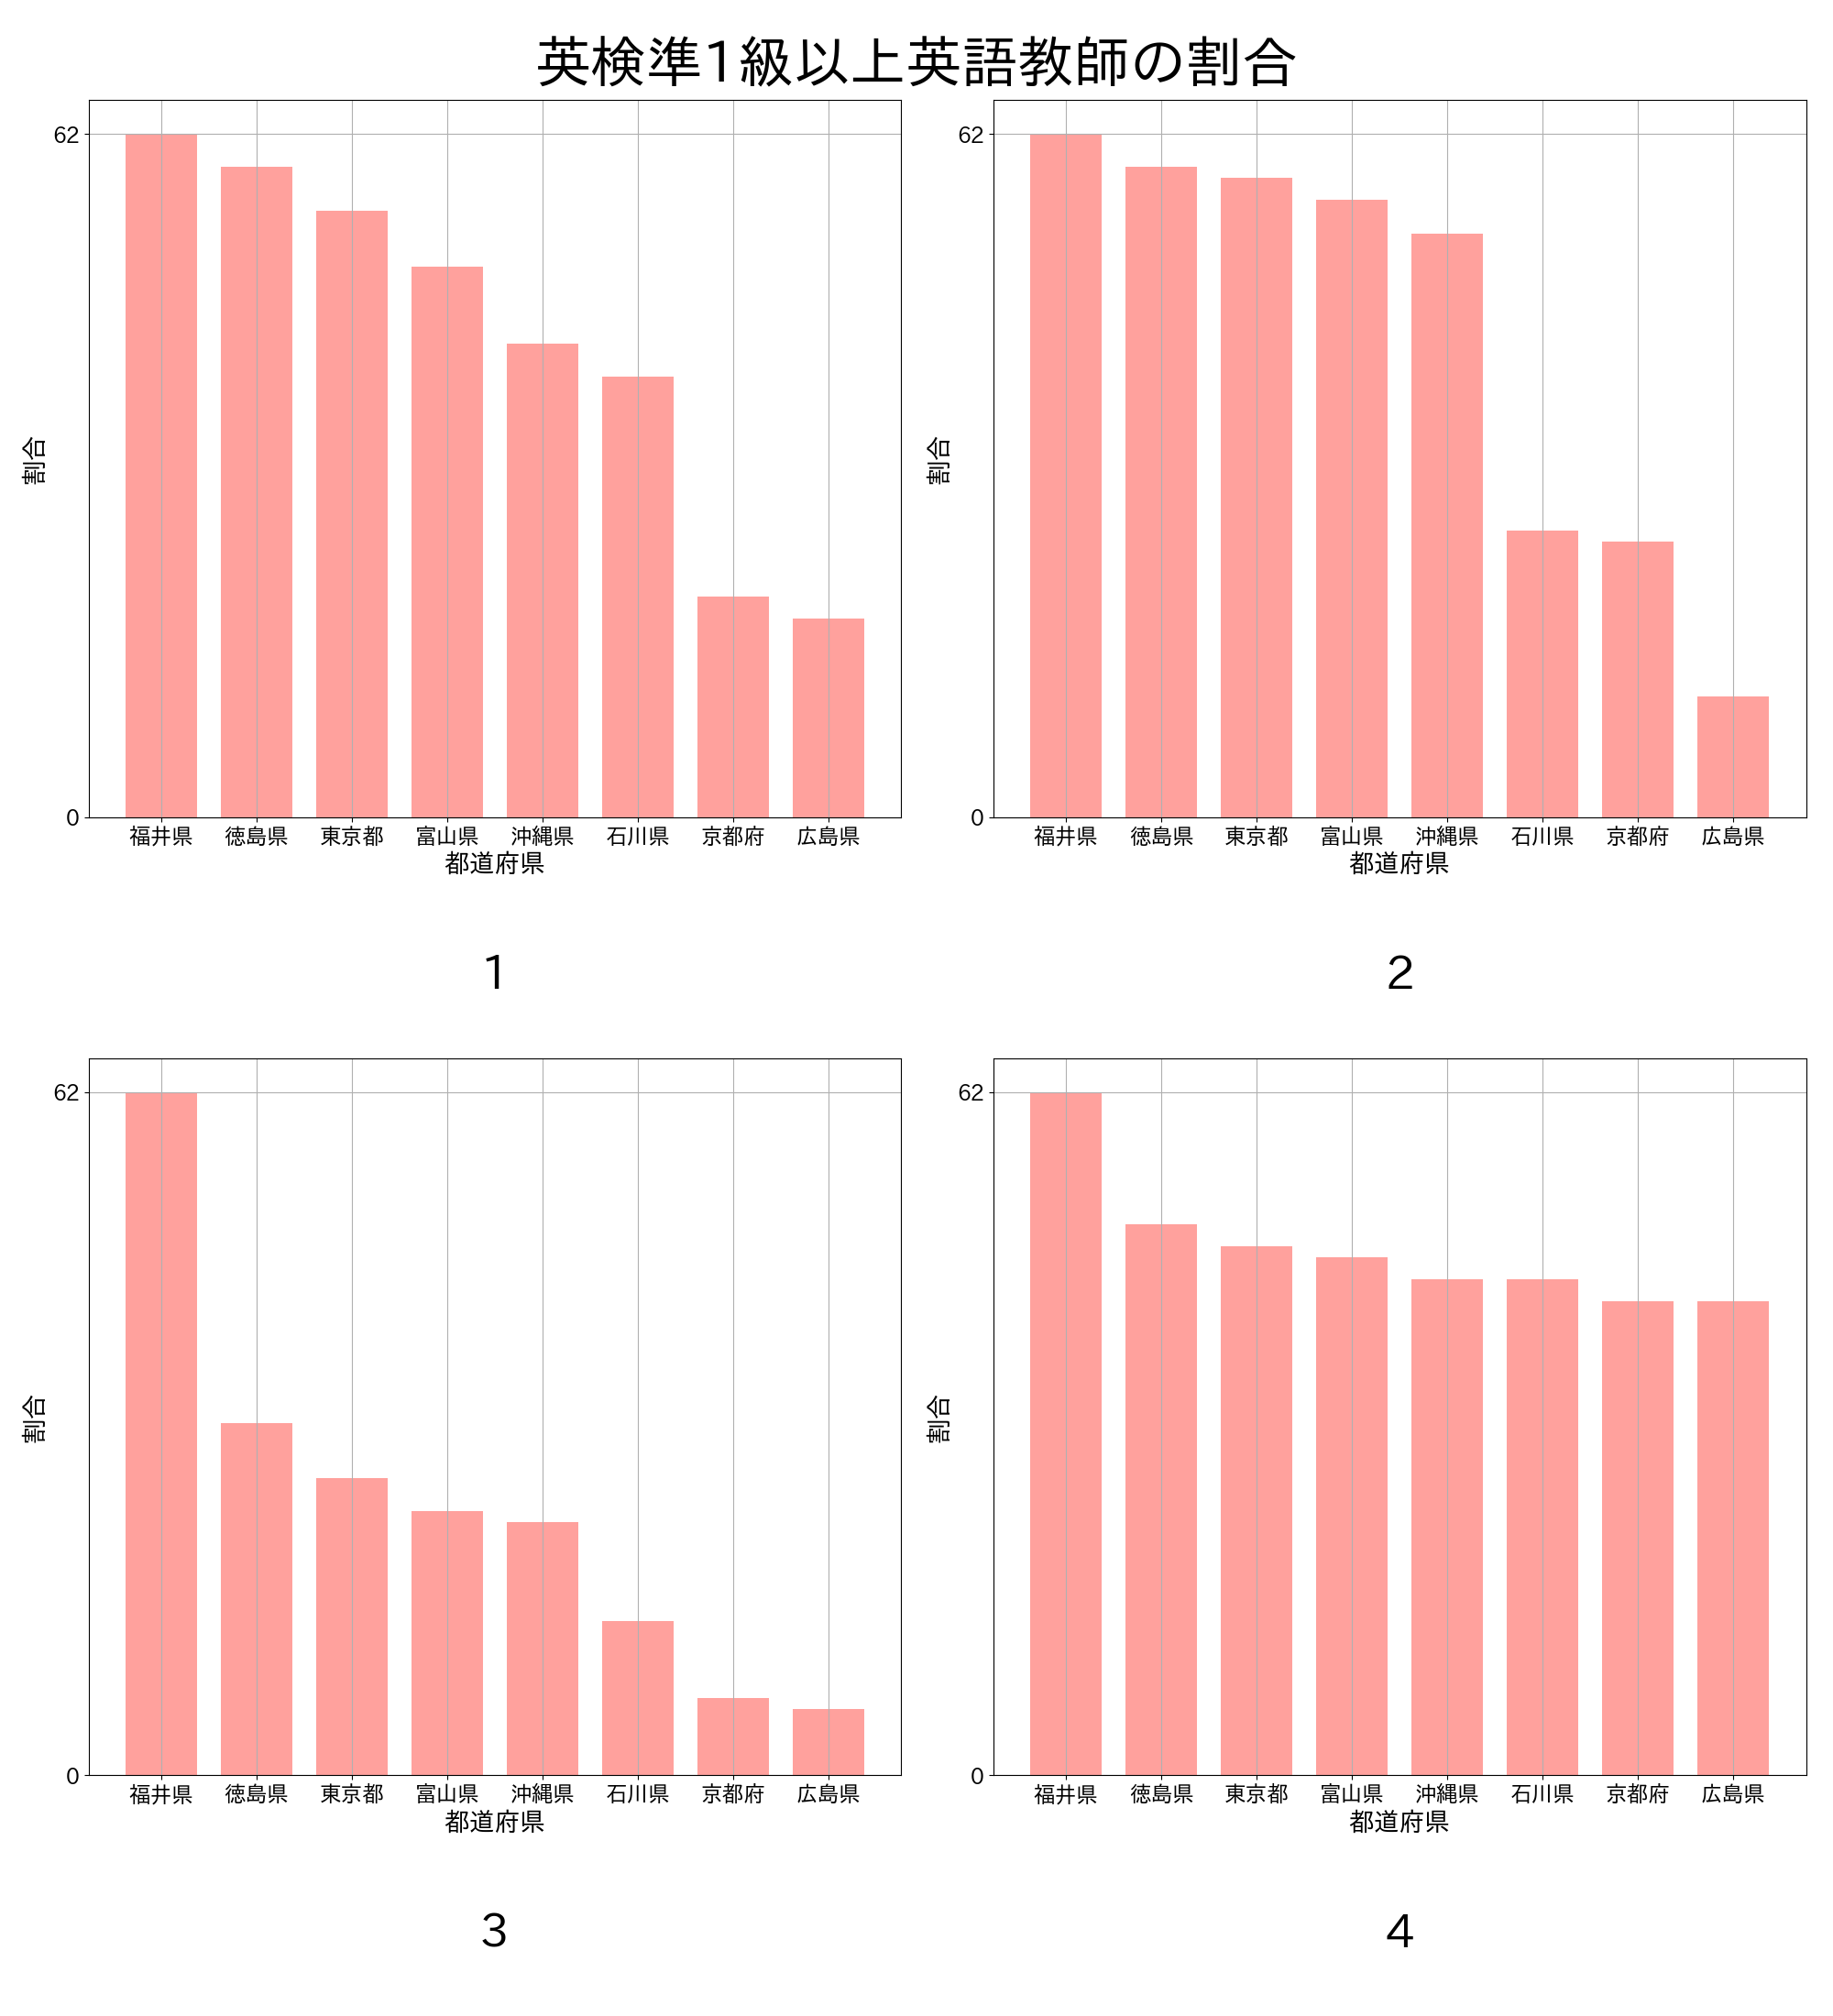 英検準1級以上英語教師の割合
62
0
割合
福井県 徳島県 東京都 富山県 沖縄県 石川県 京都府 広島県
都道府県
1
62
0
割合
福井県 徳島県 東京都 富山県 沖縄県 石川県 京都府 広島県
都道府県
2
62
0
割合
福井県 徳島県 東京都 富山県 沖縄県 石川県 京都府 広島県
都道府県
3
62
0
割合
福井県 徳島県 東京都 富山県 沖縄県 石川県 京都府 広島県
都道府県
4